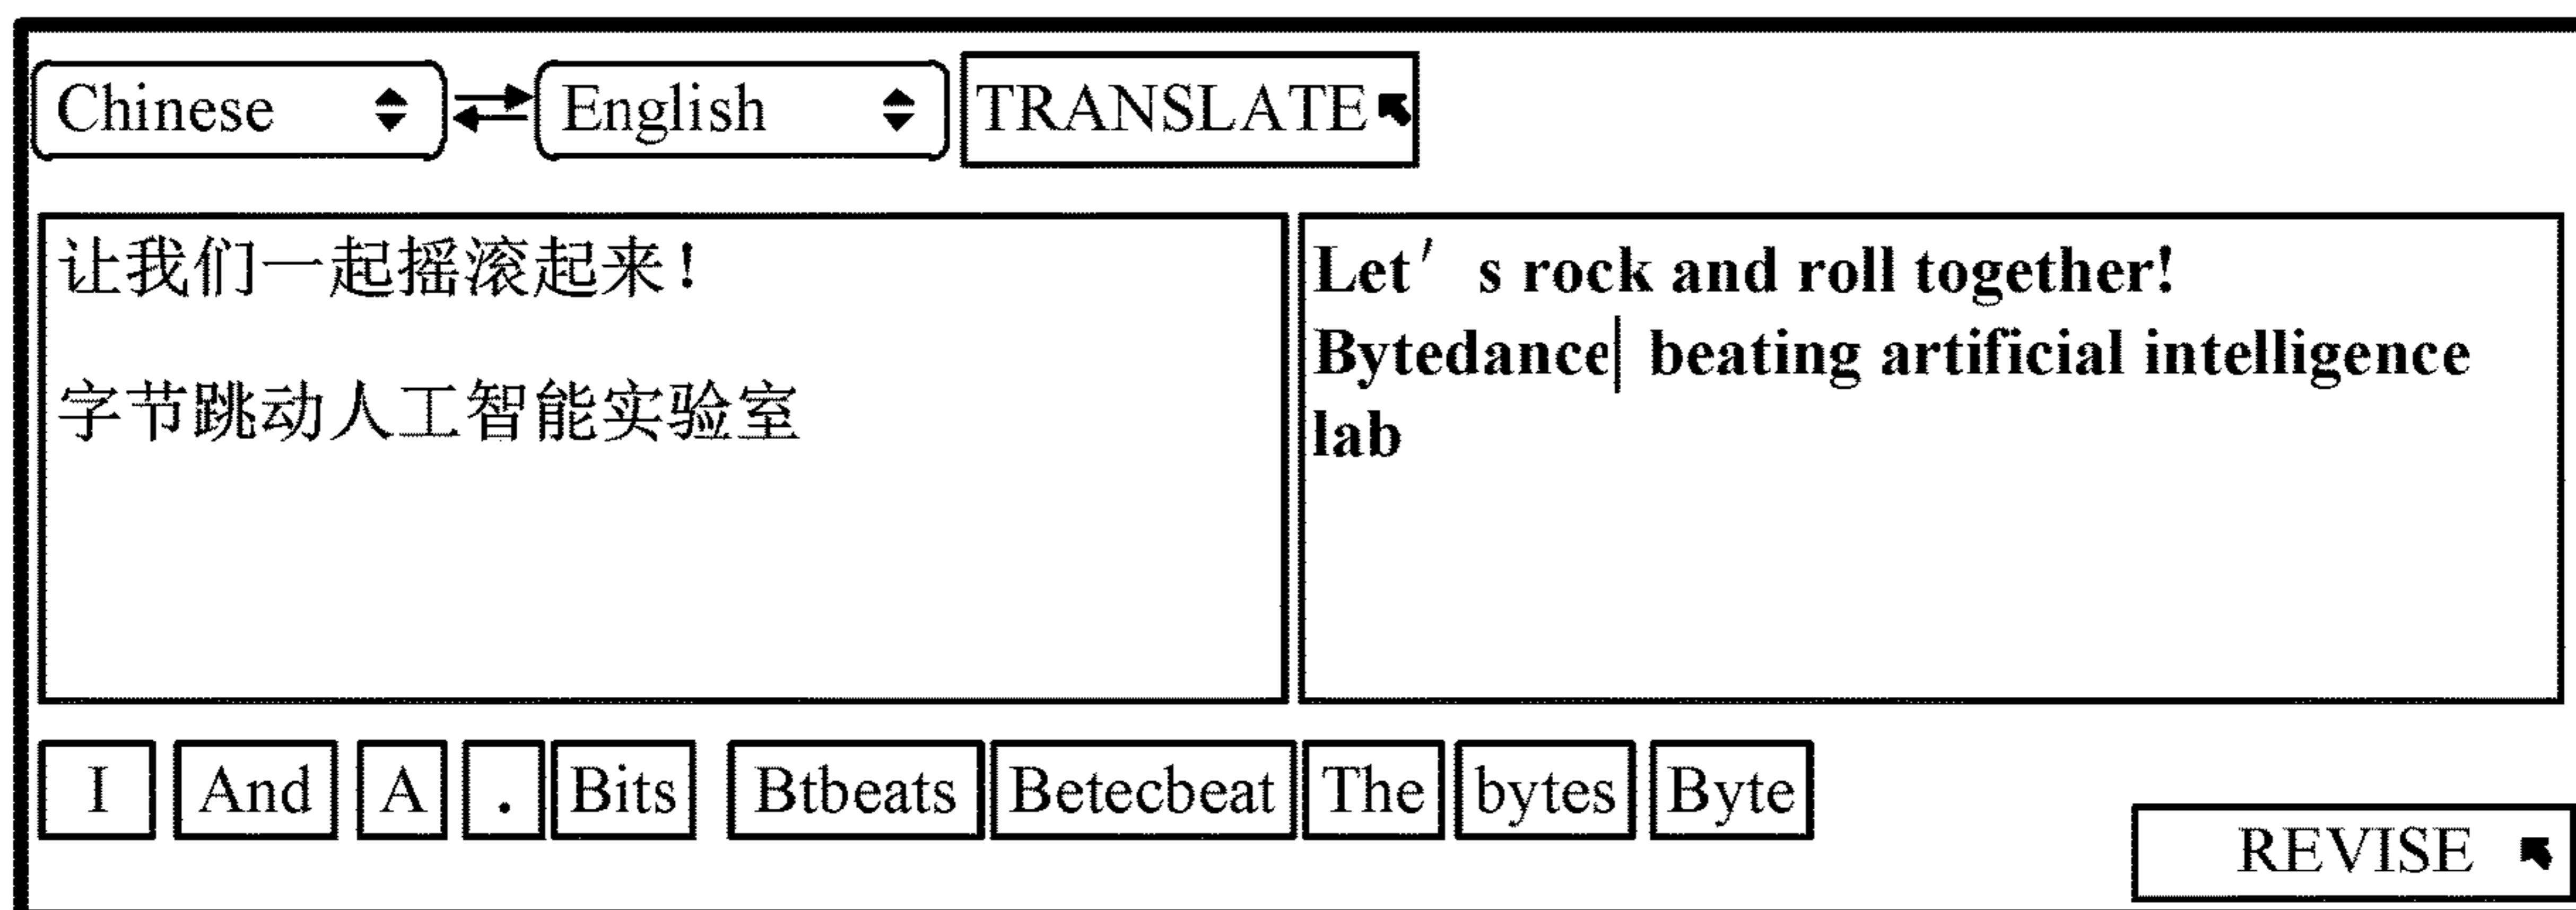 Chinese English TRANSLATE
让我们一起摇滚起来!
字节跳动人工智能实验室
Let's rock and roll together!
Bytedance beating artificial intelligence
lab
I And A . Bits Btbeats Betecbeat The bytes Byte
REVISE